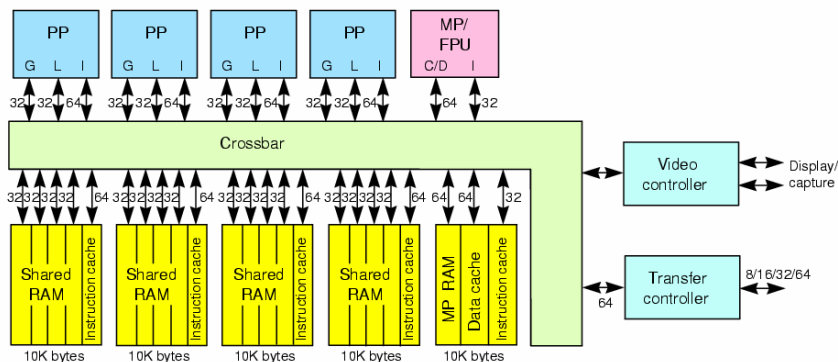 PP PP PP PP MP/
FPU
G L I G L I G L I G L I C/D I
32 32 64 32 32 64 32 32 64 32 32 64 64 32
Crossbar
Video
controller
Display/
capture
32 32 32 32 64 32 32 32 32 64 32 32 32 32 64 32 32 32 32 64 64 64 32
Shared
RAM
Instruction cache
Shared
RAM
Instruction cache
Shared
RAM
Instruction cache
Shared
RAM
Instruction cache
MP RAM
Data cache
Instruction cache
64
Transfer
controller
8/16/32/64
10K bytes 10K bytes 10K bytes 10K bytes 10K bytes